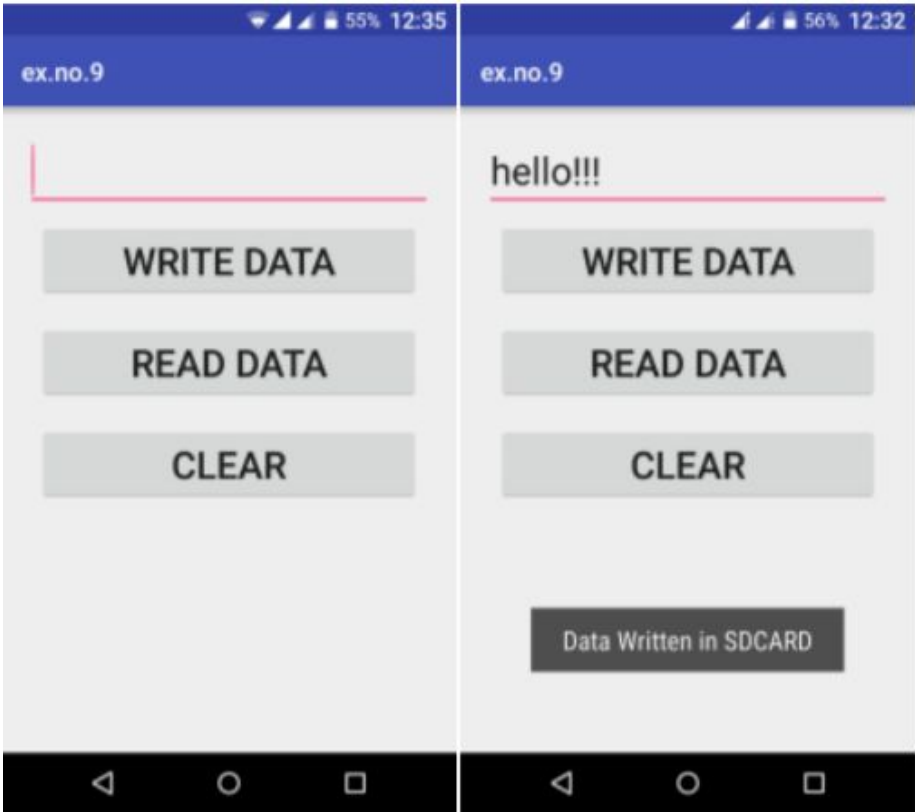 55% 12:35
ex.no.9
WRITE DATA
READ DATA
CLEAR
56% 12:32
ex.no.9
hello!!!
WRITE DATA
READ DATA
CLEAR
Data Written in SDCARD